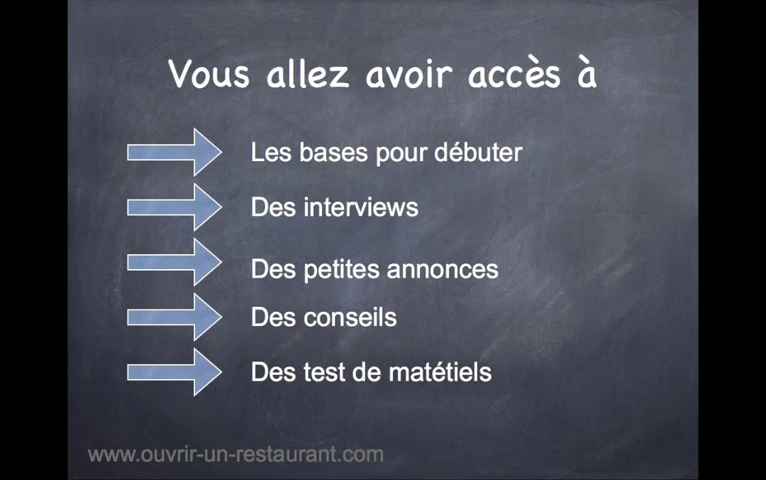 Vous allez avoir accès à
Les bases pour débuter
Des interviews
Des petites annonces
Des conseils
Des test de matétiels
www.ouvrir-un-restaurant.com